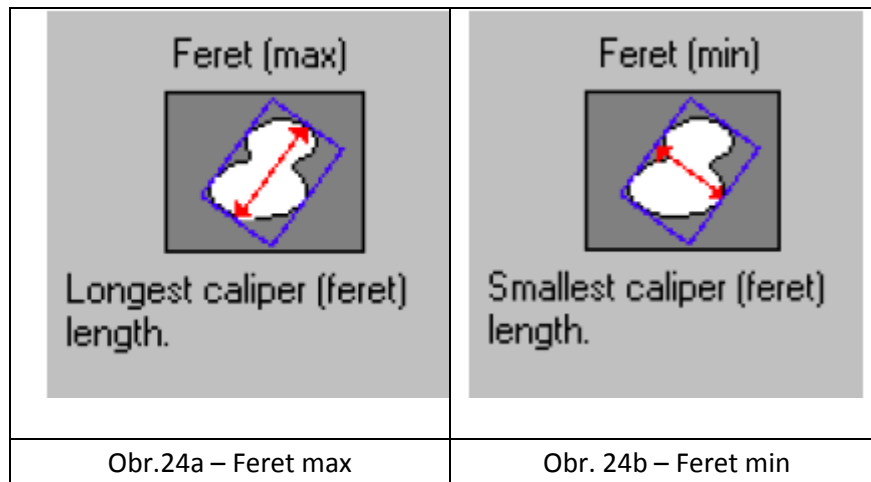 Feret (max)
Longest caliper (feret)
length.
Feret (min)
Smallest caliper (feret)
length.
Obr.24a – Feret max
Obr. 24b – Feret min